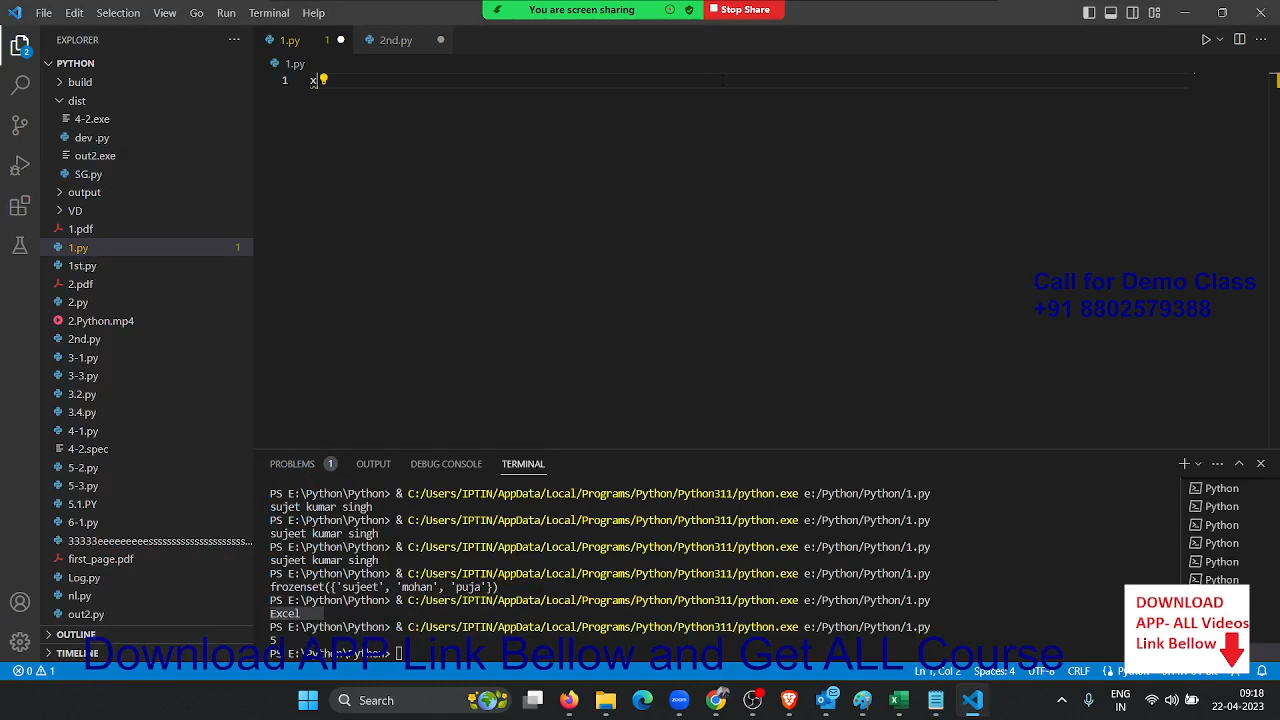 File Edit Selection View Go Run Terminal Help
You are screen sharing
Stop Share
EXPLORER
PYTHON
build
dist
4-2.exe
dev .py
out2.exe
SG.py
output
VD
1.pdf
1.py 1
1st.py
2.pdf
2.py
2.Python.mp4
2nd.py
3-1.py
3-3.py
3.2.py
3.4.py
4-1.py
4-2.spec
5-2.py
5-3.py
5.1.PY
6-1.py
first_page.pdf
Log.py
nl.py
out2.py
OUTLINE
TIMELINE
2
1.py 1
2nd.py
1.py
1 x
Call for Demo Class
+91 8802579388
PROBLEMS 1 OUTPUT DEBUG CONSOLE TERMINAL
PS E:\Python\Python> & C:/Users/IPTIN/AppData/Local/Programs/Python/Python311/python.exe e:/Python/Python/1.py
sujet kumar singh
PS E:\Python\Python> & C:/Users/IPTIN/AppData/Local/Programs/Python/Python311/python.exe e:/Python/Python/1.py
sujeet kumar singh
PS E:\Python\Python> & C:/Users/IPTIN/AppData/Local/Programs/Python/Python311/python.exe e:/Python/Python/1.py
sujeet kumar singh
PS E:\Python\Python> & C:/Users/IPTIN/AppData/Local/Programs/Python/Python311/python.exe e:/Python/Python/1.py
frozenset({'sujeet', 'mohan', 'puja'})
PS E:\Python\Python> & C:/Users/IPTIN/AppData/Local/Programs/Python/Python311/python.exe e:/Python/Python/1.py
Excel
PS E:\Python\Python> & C:/Users/IPTIN/AppData/Local/Programs/Python/Python311/python.exe e:/Python/Python/1.py
5
PS E:\Python\Python>
Python
Python
Python
Python
Python
Python
DOWNLOAD
APP- ALL Videos
Link Bellow
Download APP Link Bellow and Get ALL Course
0 1
Ln 1, Col 2 Spaces: 4 UTF-8 CRLF
Search
zoom
ENG
IN
09:18
22-04-2023